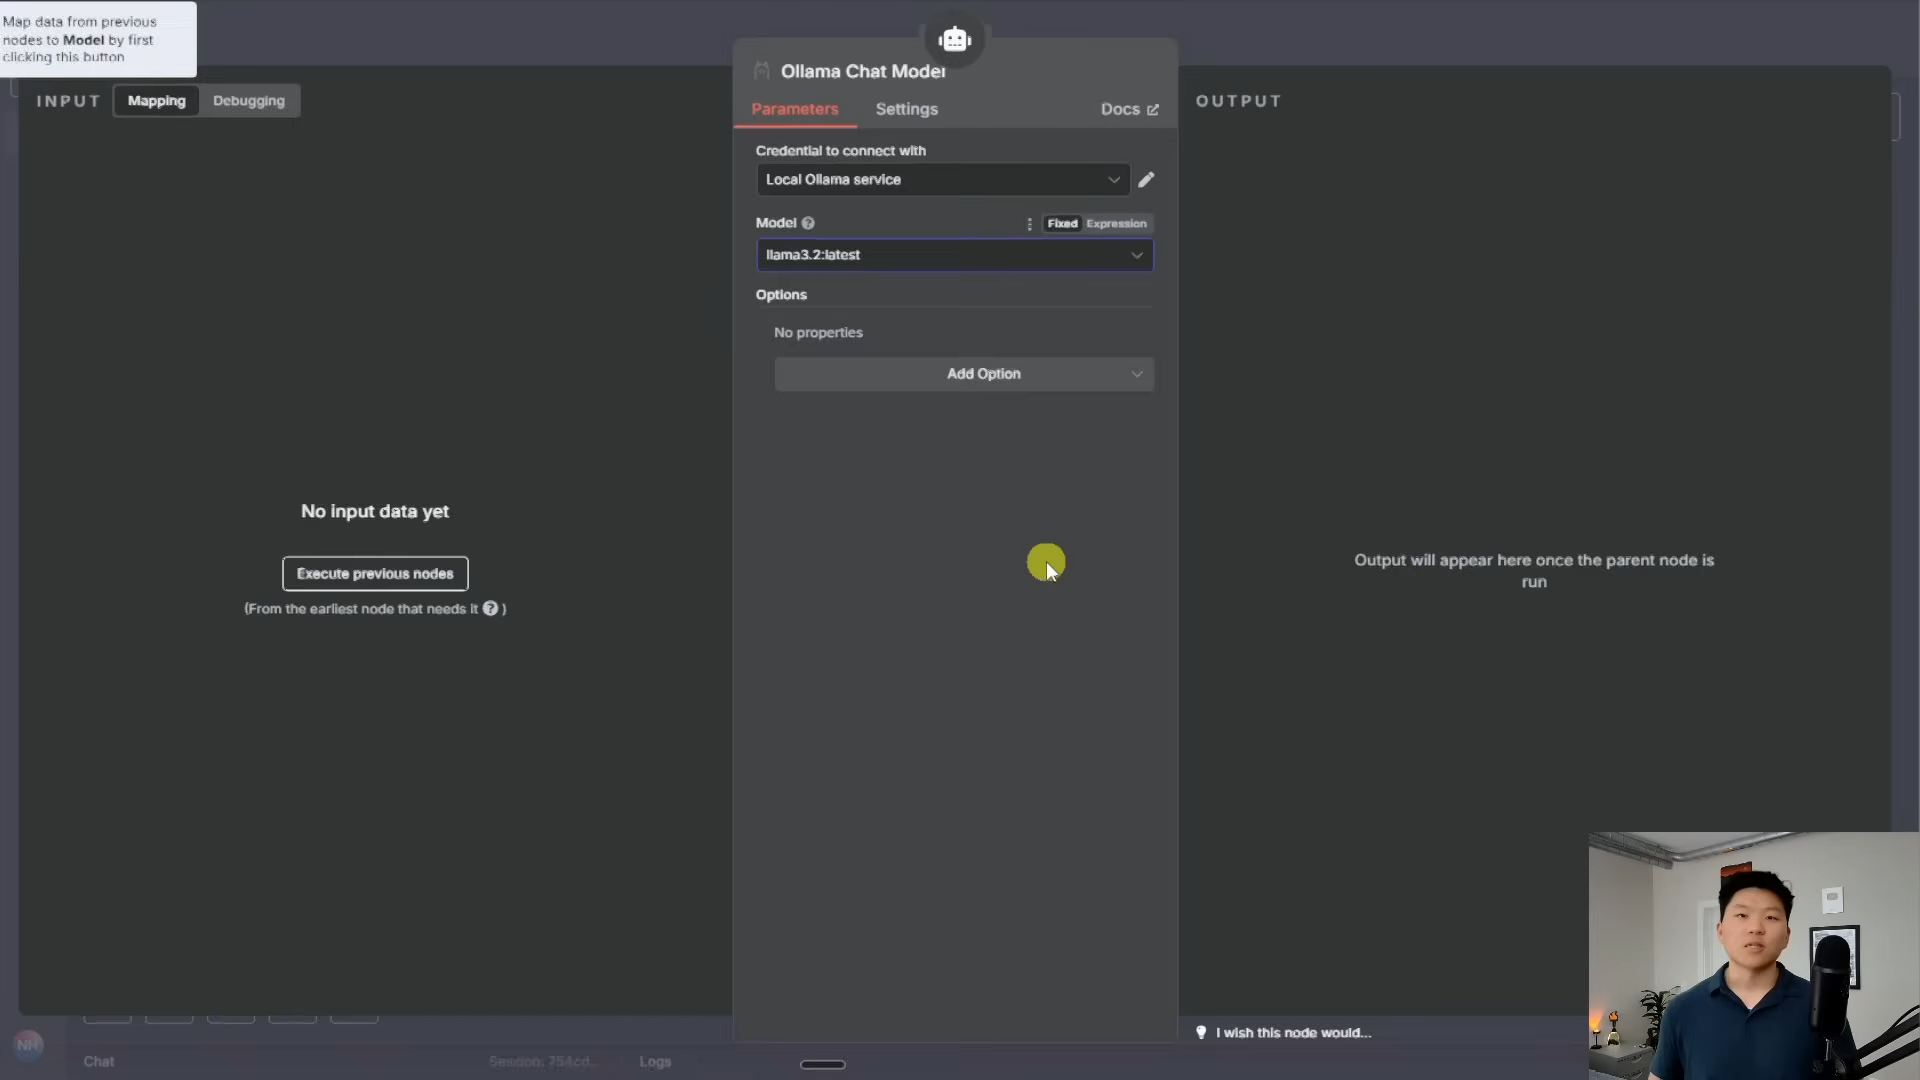 Map data from previous
nodes to Model by first
clicking this button
INPUT
Mapping
Debugging
Ollama Chat Model
Parameters
Settings
Docs
OUTPUT
Credential to connect with
Local Ollama service
Model
Fixed
Expression
llama3.2:latest
Options
No properties
Add Option
No input data yet
Execute previous nodes
(From the earliest node that needs it ? )
Output will appear here once the parent node is
run
I wish this node would...
NH
Chat
Session: 754cd...
Logs